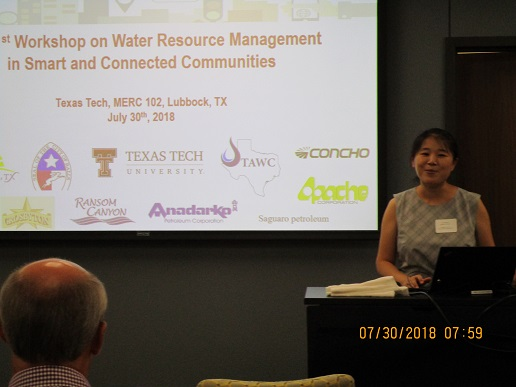 st Workshop on Water Resource Management
in Smart and Connected Communities
Texas Tech, MERC 102, Lubbock, TX
July 30th, 2018
TEXAS TECH
UNIVERSITY
TAWC
CONCHO
RANSOM
CANYON
Anadarko
Petroleum Corporation
Apache
CORPORATION
Saguaro petroleum
07/30/2018 07:59